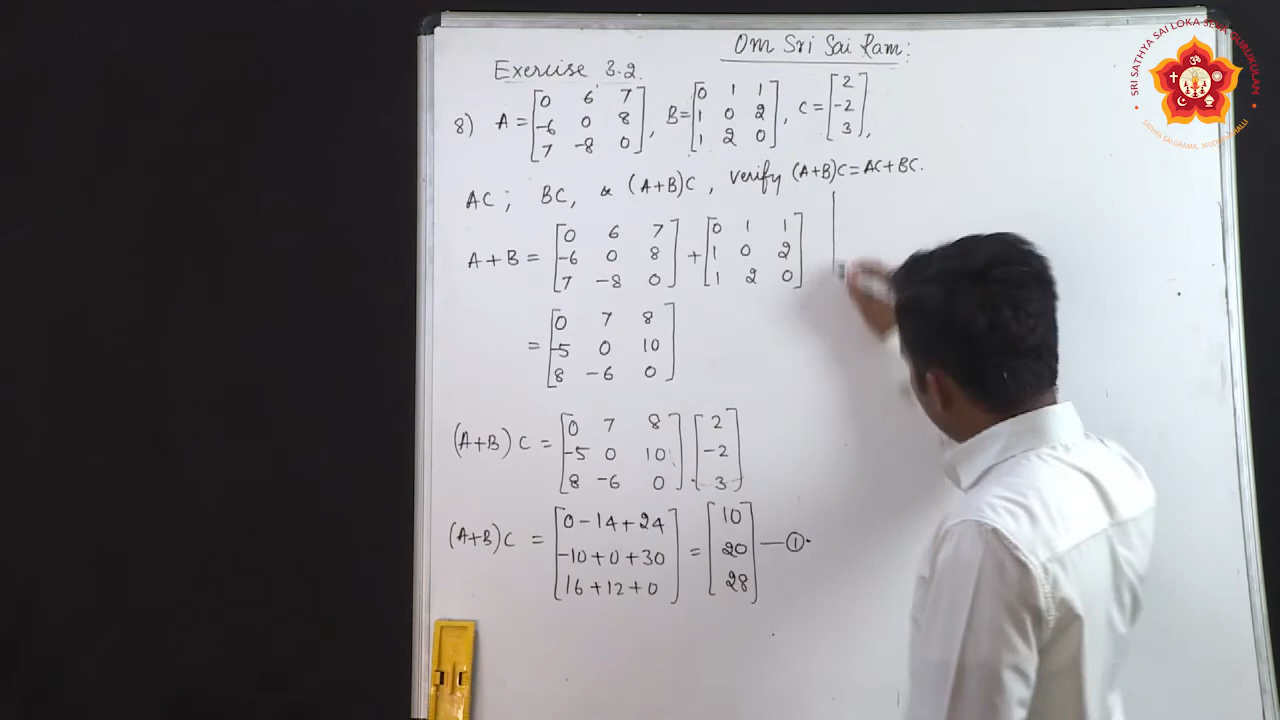 Om Sri Sai Ram:
Exercise 3.2.
8) A = [0 6 7 B = [0 1 1 C = [2
-6 0 8 1 0 2 -2
7 -8 0], 1 2 0], 3],
AC; BC, & (A+B)C, verify (A+B)C=AC+BC.
A+B = [0 6 7 + [0 1 1
-6 0 8 1 0 2
7 -8 0] 1 2 0]
= [0 7 8
-5 0 10
8 -6 0]
(A+B) C = [0 7 8 [2
-5 0 10 -2
8 -6 0] 3]
(A+B)C = [0-14+24 = [10
-10+0+30 20 — ①
16+12+0] 28]
SRI SATHYA SAI LOKA SEVA GURUKULAM
SATHYA SAI GRAMA, MUDDENAHALLI